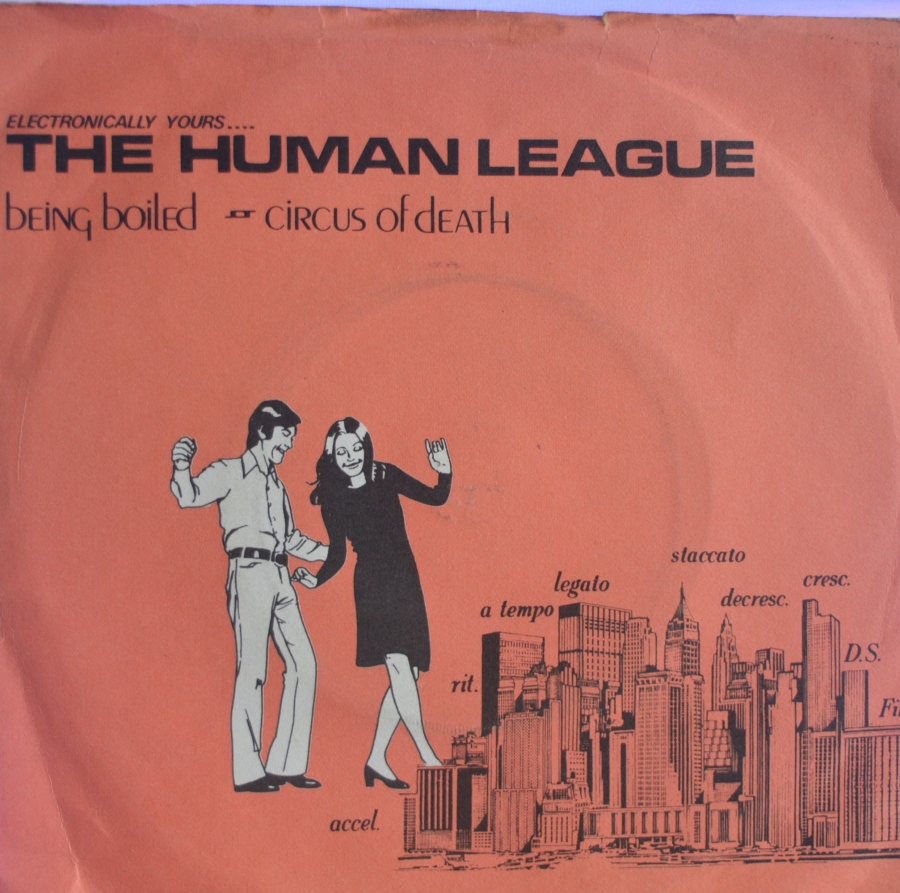 ELECTRONICALLY YOURS....
THE HUMAN LEAGUE
being boiled - circus of death
staccato
legato
cresc.
a tempo
decresc.
D.S.
rit.
accel.